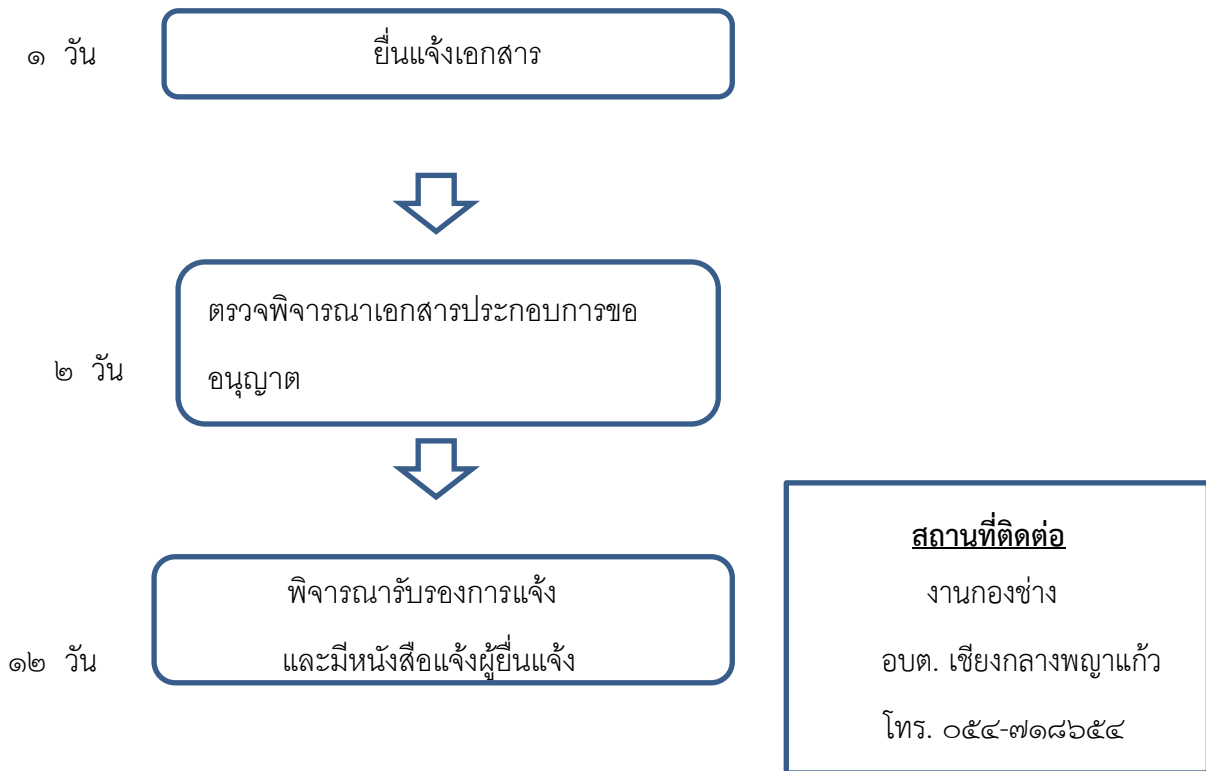 ๑ วัน
ยื่นแจ้งเอกสาร
ตรวจพิจารณาเอกสารประกอบการขอ
อนุญาต
๒ วัน
พิจารณารับรองการแจ้ง
และมีหนังสือแจ้งผู้ยื่นแจ้ง
๑๒ วัน
สถานที่ติดต่อ
งานกองช่าง
อบต. เชียงกลางพญาแก้ว
โทร. ๐๕๔-๗๑๘๖๕๔